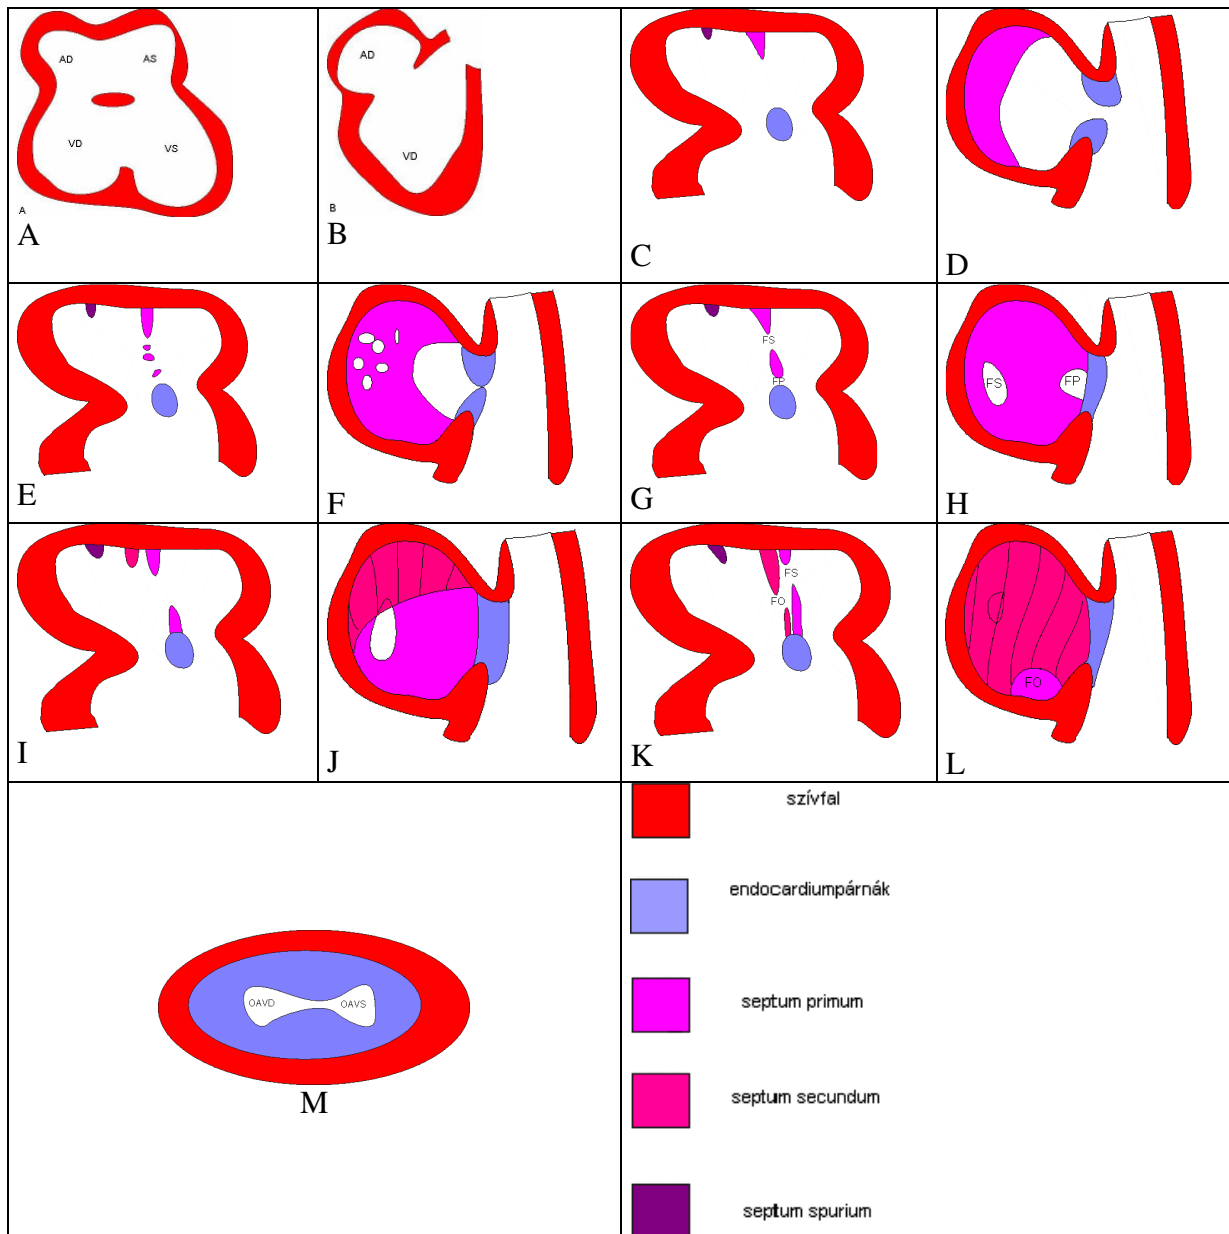 AD
AS
VD
VS
A
A
AD
VD
B
B
C
D
E
F
FS
FP
G
FS
FP
H
I
J
FS
FO
K
FO
L
OAVD
OAVS
M
szívfal
endocardiumpárnák
septum primum
septum secundum
septum spurium